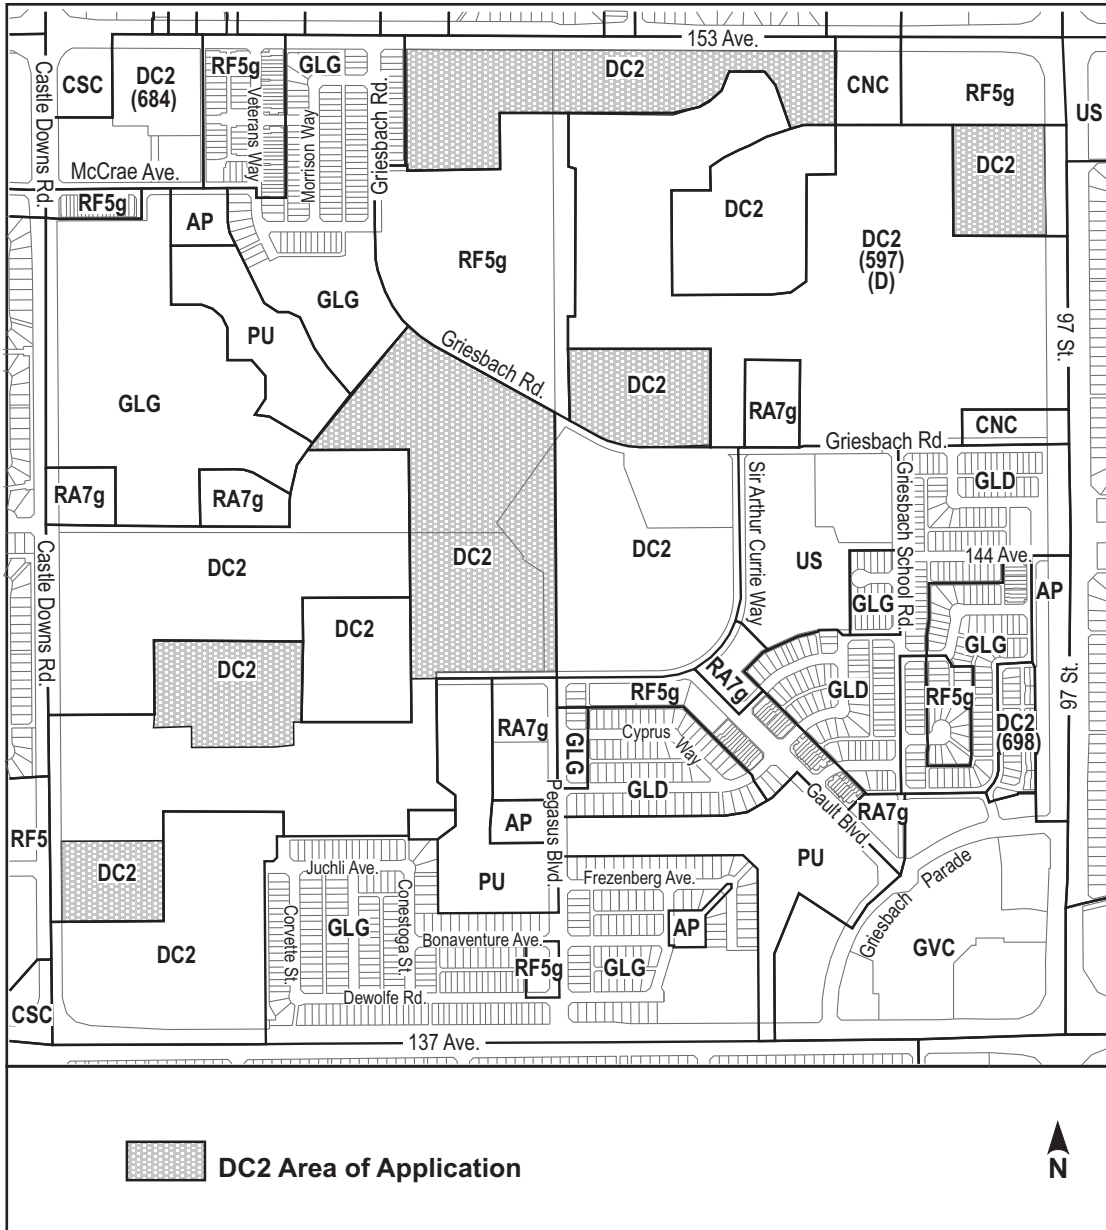 153 Ave.
CSC
DC2
(684)
RF5g
GLG
DC2
CNC
RF5g
US
Castle Downs Rd.
Veterans Way
Morrison Way
Griesbach Rd.
McCrae Ave.
DC2
RF5g
AP
DC2
RF5g
DC2
(597)
(D)
GLG
PU
Griesbach Rd.
97 St.
GLG
DC2
RA7g
CNC
Griesbach Rd.
RA7g
RA7g
Sir Arthur Currie Way
Griesbach School Rd.
GLD
Castle Downs Rd.
DC2
DC2
DC2
US
144 Ave.
AP
GLG
DC2
GLG
DC2
RA7g
RF5g
GLD
RF5g
97 St.
DC2
(698)
RA7g
GLG
Cyprus Way
GLD
Pegasus Blvd.
Gault Blvd.
RA7g
AP
RF5
DC2
Juchli Ave.
PU
Frezenberg Ave.
PU
Griesbach Parade
Corvette St.
GLG
Conestoga St.
AP
DC2
Bonaventure Ave.
RF5g
GLG
GVC
Dewolfe Rd.
CSC
137 Ave.
DC2 Area of Application
N